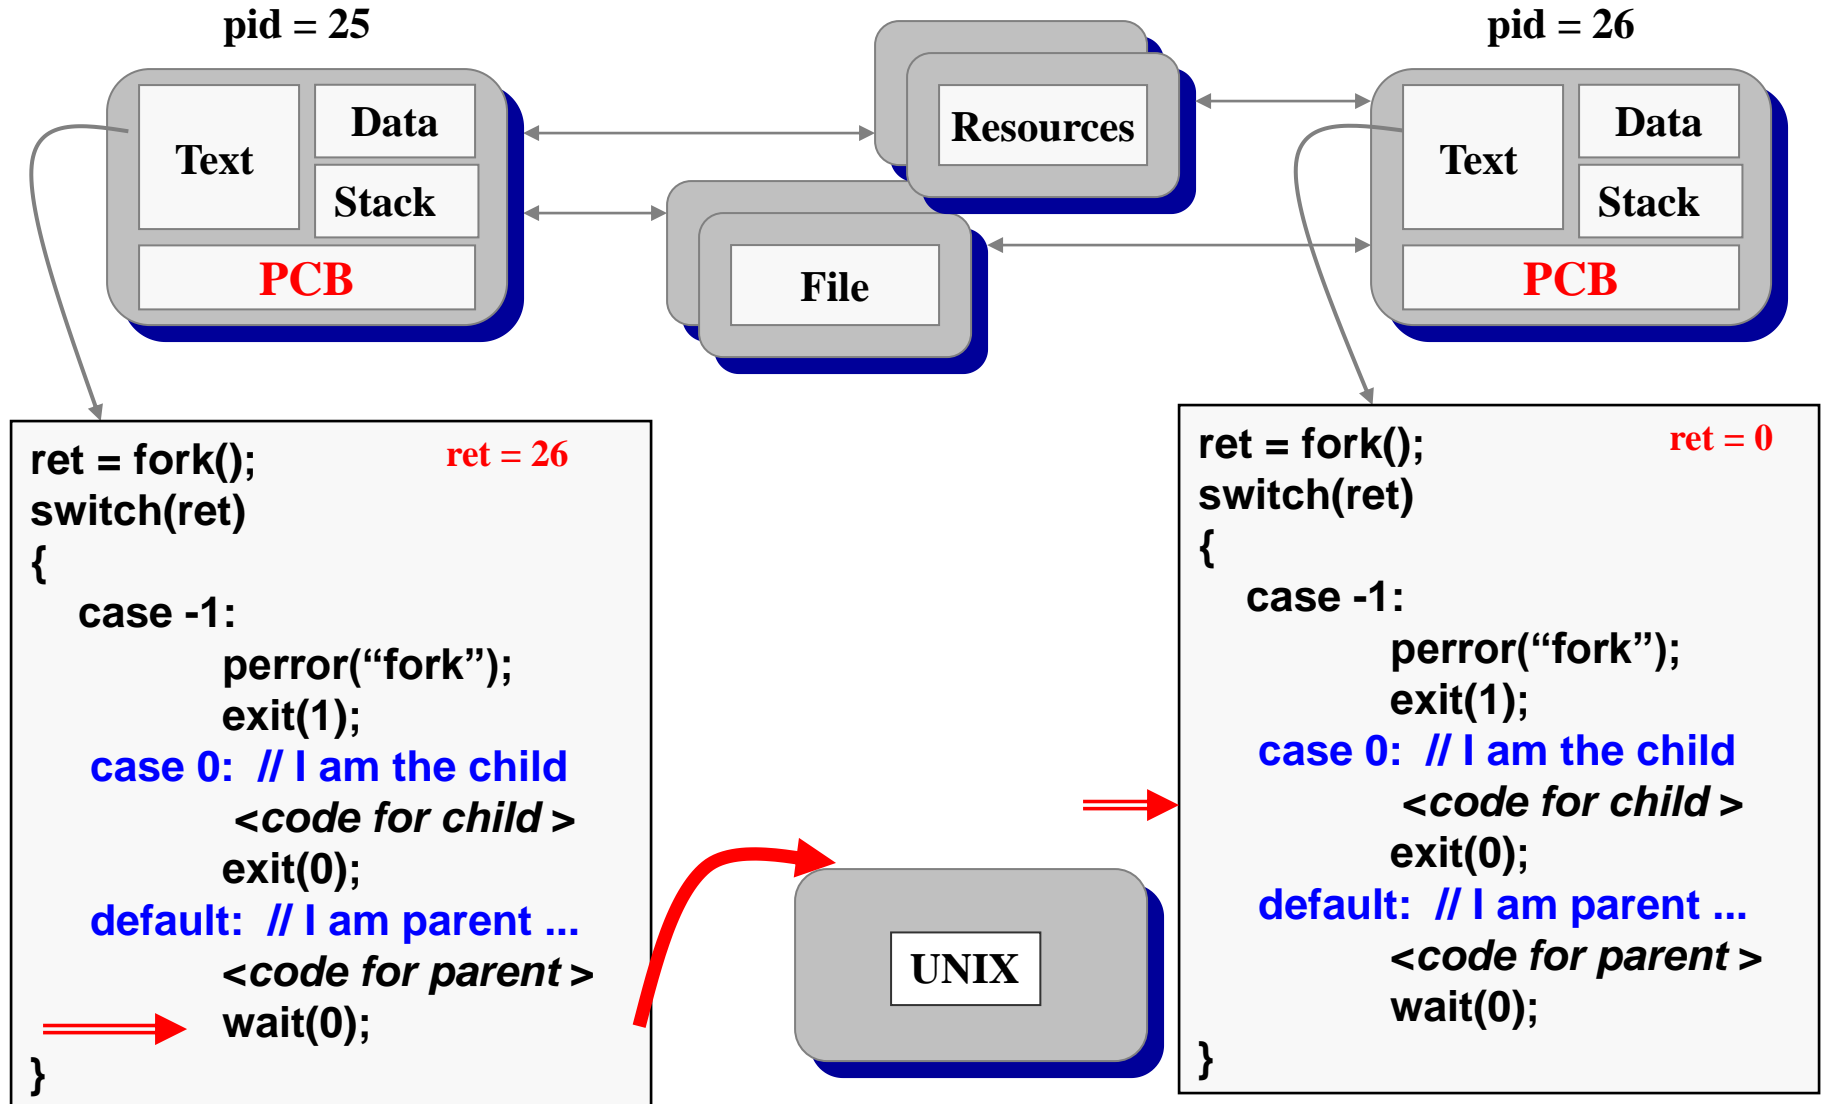 pid = 25
pid = 26
Text
Data
Stack
PCB
Resources
File
Text
Data
Stack
PCB
ret = fork();
ret = 26
switch(ret)
{
case -1:
perror(“fork”);
exit(1);
case 0: // I am the child
<code for child >
exit(0);
default: // I am parent ...
<code for parent >
wait(0);
}
UNIX
ret = fork();
ret = 0
switch(ret)
{
case -1:
perror(“fork”);
exit(1);
case 0: // I am the child
<code for child >
exit(0);
default: // I am parent ...
<code for parent >
wait(0);
}